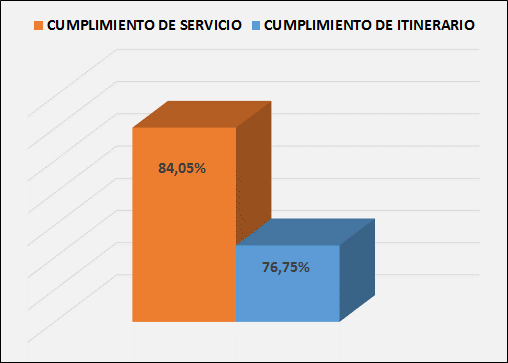 CUMPLIMIENTO DE SERVICIO CUMPLIMIENTO DE ITINERARIO
84,05%
76,75%